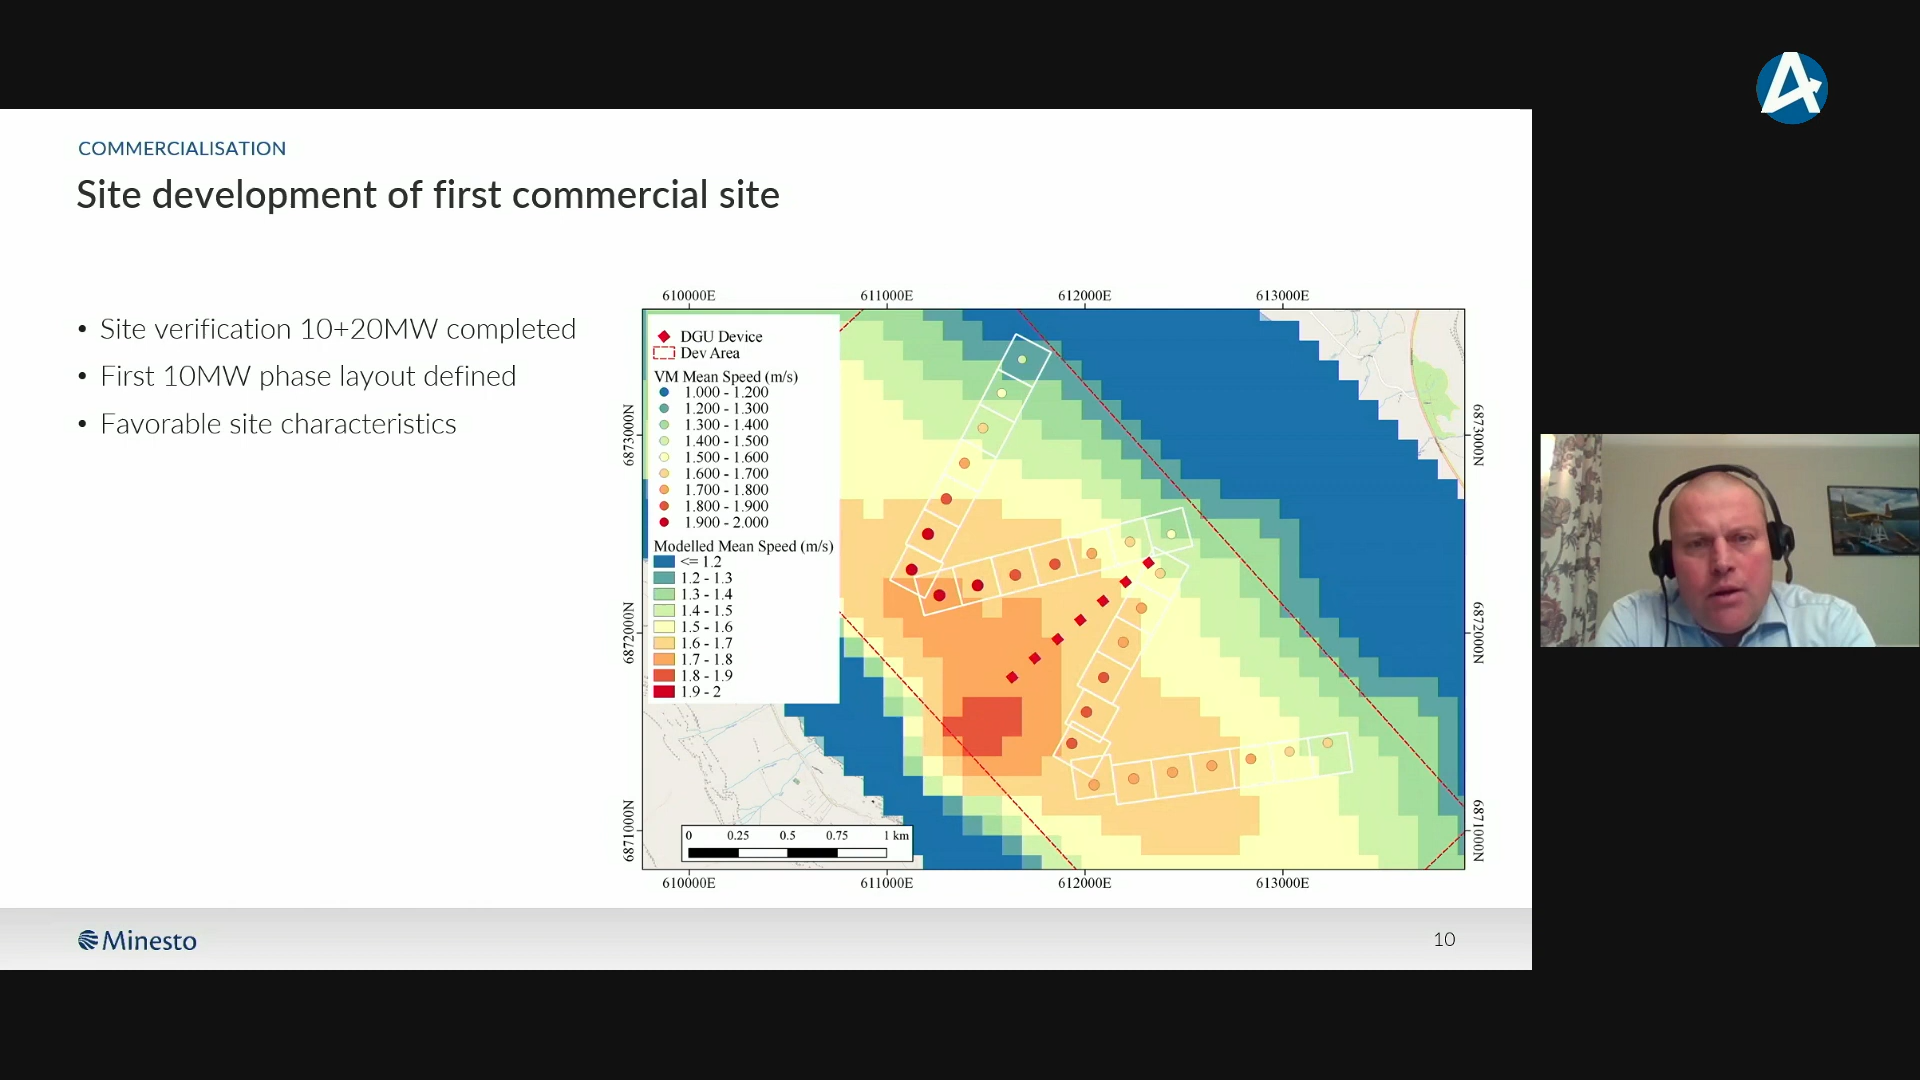 COMMERCIALISATION
Site development of first commercial site
• Site verification 10+20MW completed
• First 10MW phase layout defined
• Favorable site characteristics
610000E 611000E 612000E 613000E
DGU Device
Dev Area
VM Mean Speed (m/s)
1.000 - 1.200
1.200 - 1.300
1.300 - 1.400
1.400 - 1.500
1.500 - 1.600
1.600 - 1.700
1.700 - 1.800
1.800 - 1.900
1.900 - 2.000
Modelled Mean Speed (m/s)
<= 1.2
1.2 - 1.3
1.3 - 1.4
1.4 - 1.5
1.5 - 1.6
1.6 - 1.7
1.7 - 1.8
1.8 - 1.9
1.9 - 2
6873000N
6872000N
6871000N
6873000N
6872000N
6871000N
0 0.25 0.5 0.75 1 km
610000E 611000E 612000E 613000E
Minesto
10